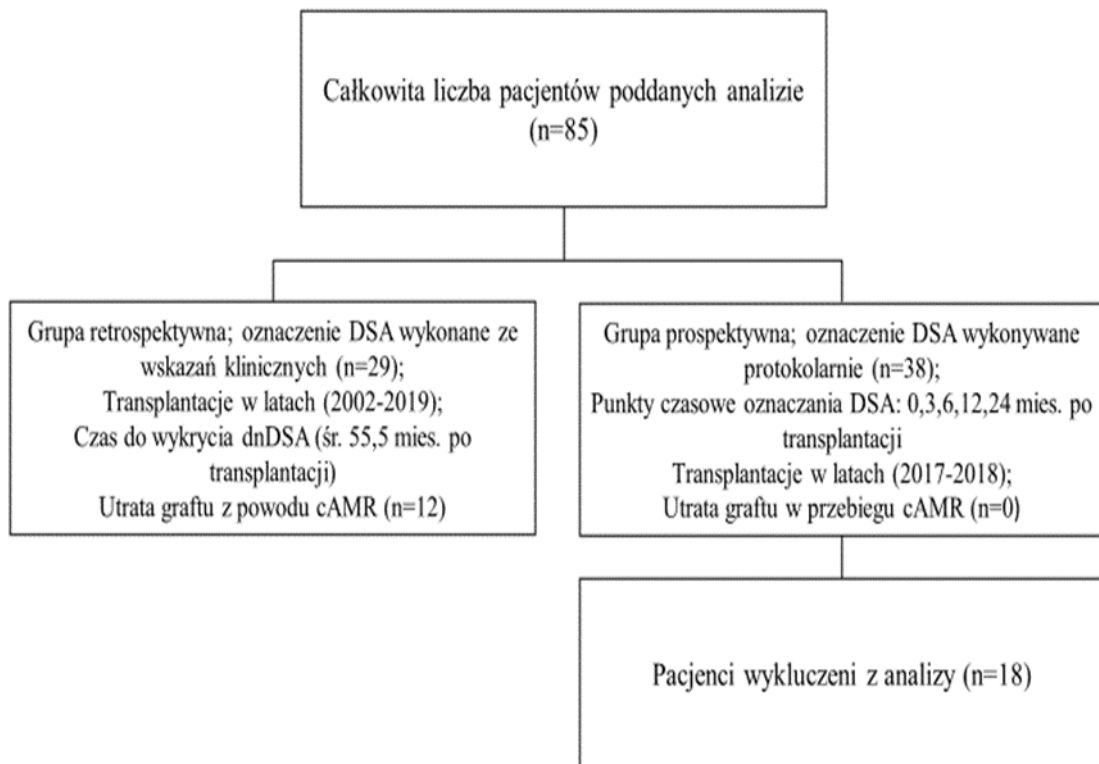 Całkowita liczba pacjentów poddanych analizie
(n=85)
Grupa retrospektywna; oznaczenie DSA wykonane ze
wskazań klinicznych (n=29);
Transplantacje w latach (2002-2019);
Czas do wykrycia dnDSA (śr. 55,5 mies. po
transplantacji)
Utrata graftu z powodu cAMR (n=12)
Grupa prospektywna; oznaczenie DSA wykonywane
protokolarnie (n=38);
Punkty czasowe oznaczania DSA: 0,3,6,12,24 mies. po
transplantacji
Transplantacje w latach (2017-2018);
Utrata graftu w przebiegu cAMR (n=0)
Pacjenci wykluczeni z analizy (n=18)